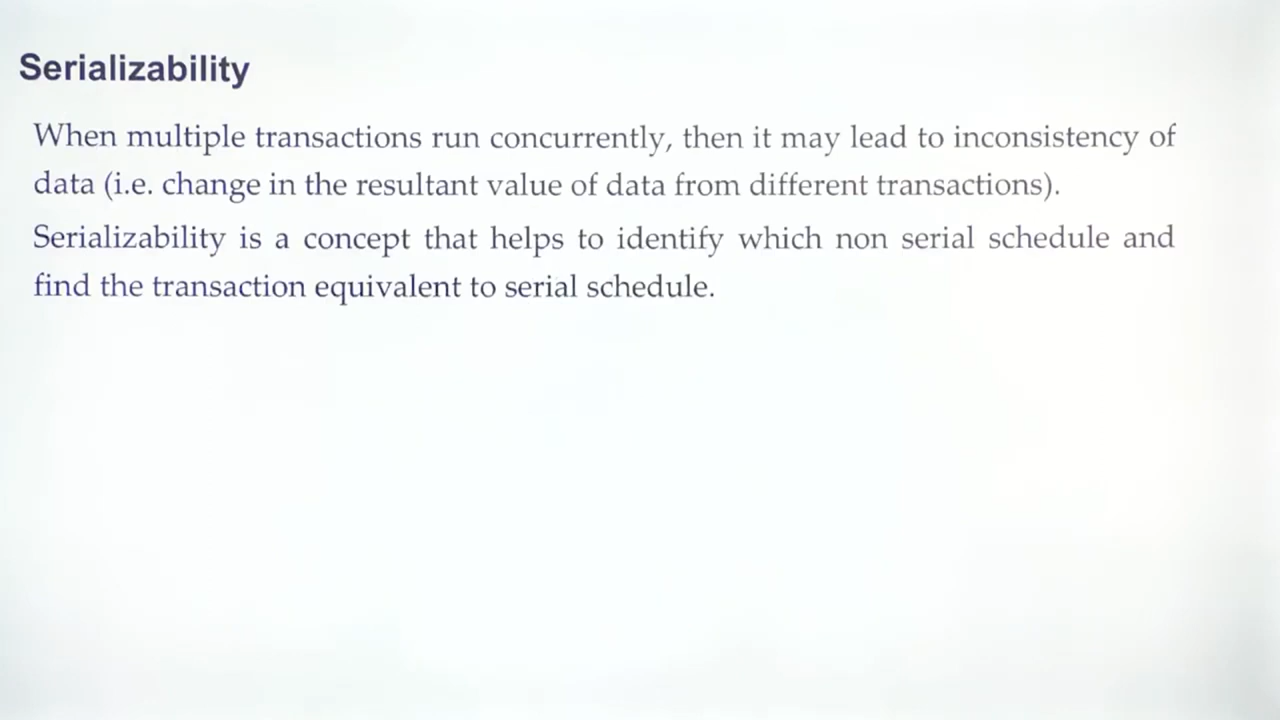 Serializability
When multiple transactions run concurrently, then it may lead to inconsistency of
data (i.e. change in the resultant value of data from different transactions).
Serializability is a concept that helps to identify which non serial schedule and
find the transaction equivalent to serial schedule.